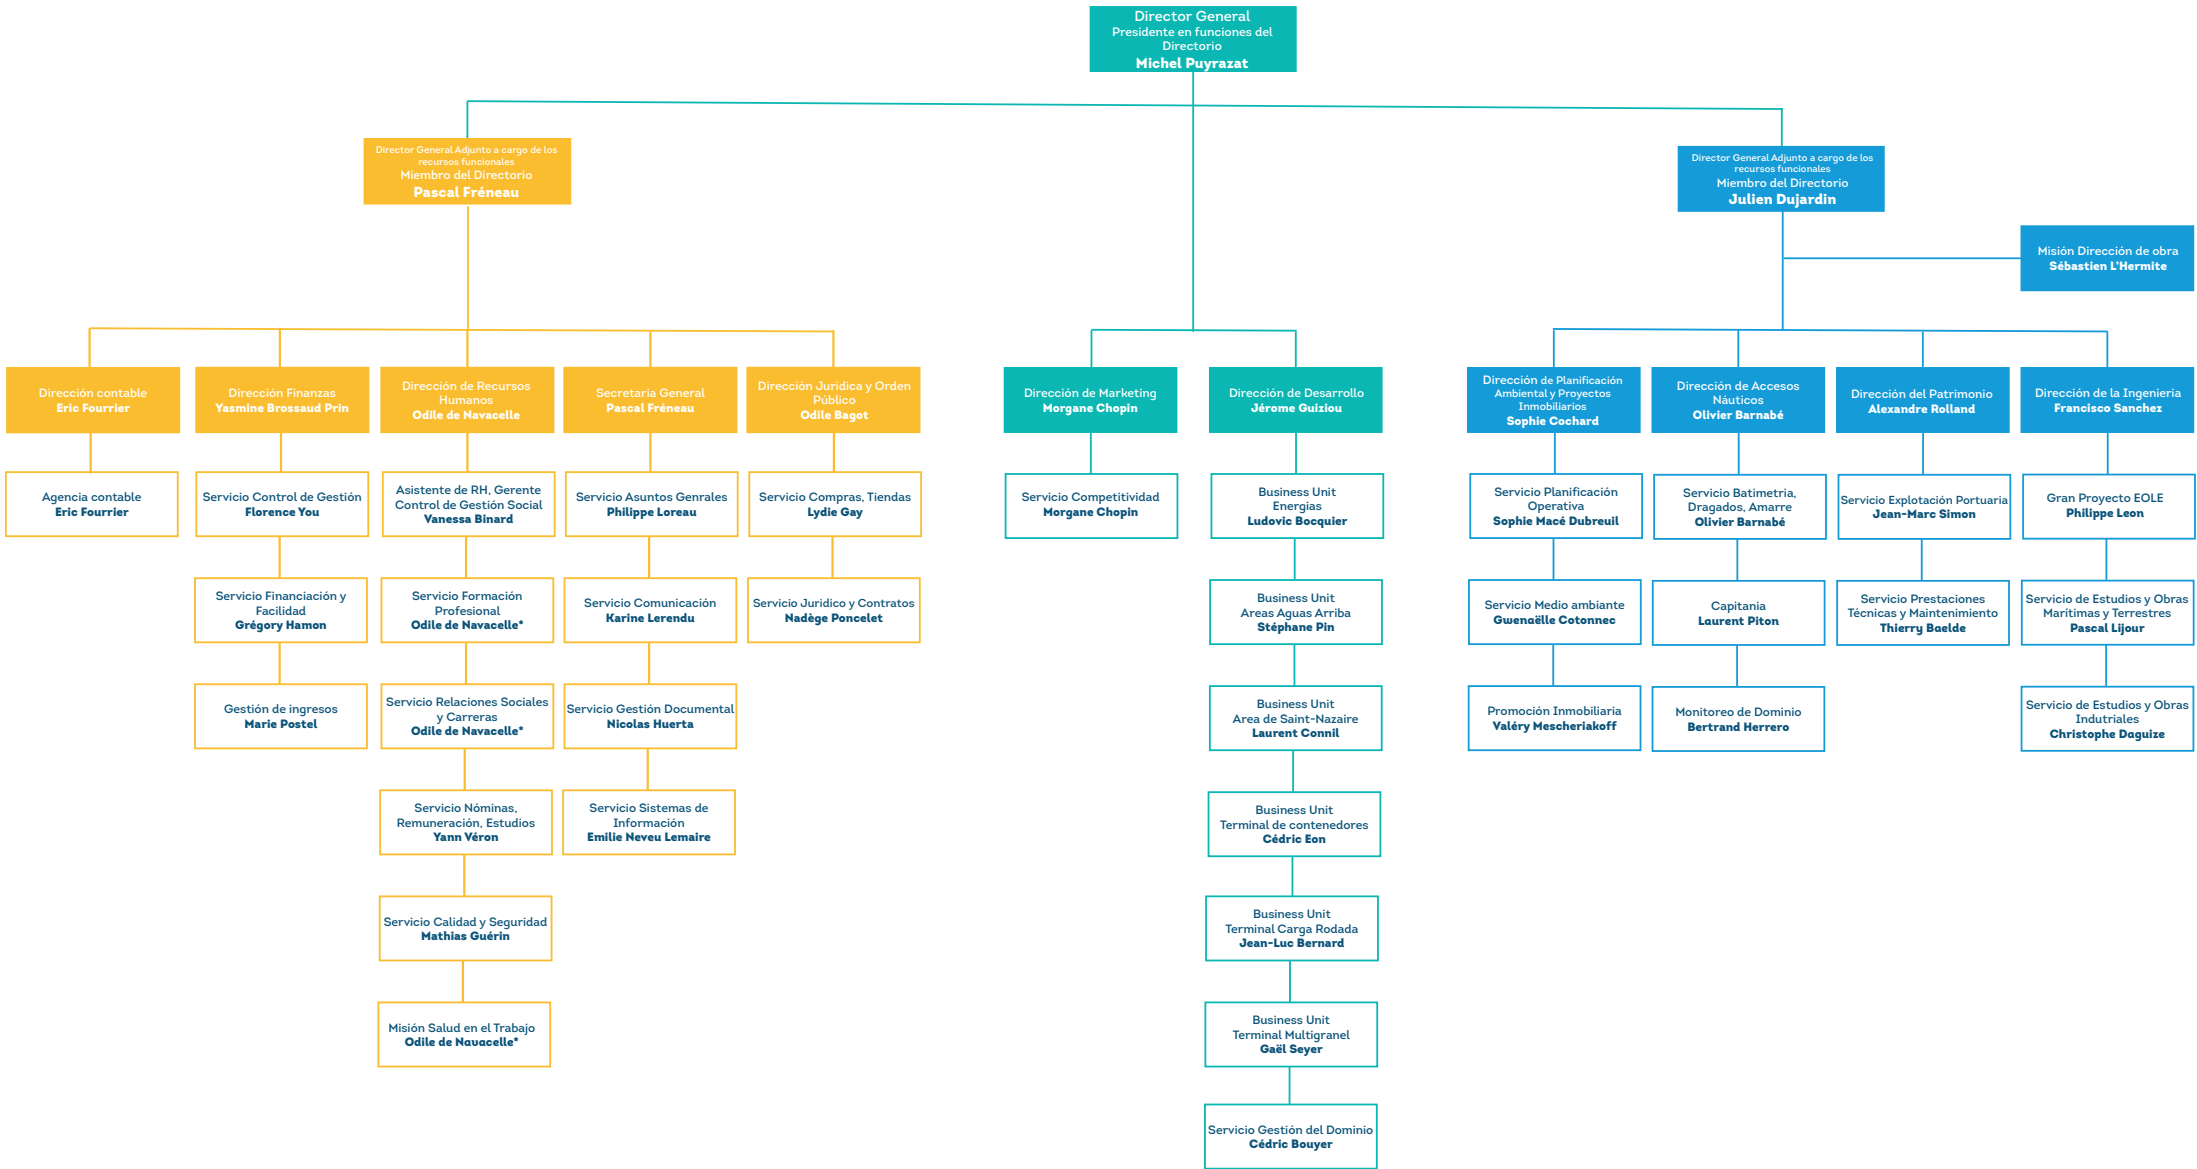 Director General
Presidente en funciones del
Directorio
Michel Puyrazat
Director General Adjunto a cargo de los
recursos funcionales
Miembro del Directorio
Pascal Fréneau
Director General Adjunto a cargo de los
recursos funcionales
Miembro del Directorio
Julien Dujardin
Misión Dirección de obra
Sébastien L'Hermite
Dirección contable
Eric Fourrier
Dirección Finanzas
Yasmine Brossaud Prin
Dirección de Recursos
Humanos
Odile de Navacelle
Secretaria General
Pascal Fréneau
Dirección Juridica y Orden
Público
Odile Bagot
Dirección de Marketing
Morgane Chopin
Dirección de Desarrollo
Jérome Guiziou
Dirección de Planificación
Ambiental y Proyectos
Inmobiliarios
Sophie Cochard
Dirección de Accesos
Náuticos
Olivier Barnabé
Dirección del Patrimonio
Alexandre Rolland
Dirección de la Ingenieria
Francisco Sanchez
Agencia contable
Eric Fourrier
Servicio Control de Gestión
Florence You
Servicio Financiación y
Facilidad
Grégory Hamon
Gestión de ingresos
Marie Postel
Asistente de RH, Gerente
Control de Gestión Social
Vanessa Binard
Servicio Formación
Profesional
Odile de Navacelle*
Servicio Relaciones Sociales
y Carreras
Odile de Navacelle*
Servicio Nóminas,
Remuneración, Estudios
Yann Véron
Servicio Calidad y Seguridad
Mathias Guérin
Misión Salud en el Trabajo
Odile de Navacelle*
Servicio Asuntos Genrales
Philippe Loreau
Servicio Comunicación
Karine Lerendu
Servicio Gestión Documental
Nicolas Huerta
Servicio Sistemas de
Información
Emilie Neveu Lemaire
Servicio Compras, Tiendas
Lydie Gay
Servicio Juridico y Contratos
Nadège Poncelet
Servicio Competitividad
Morgane Chopin
Business Unit
Energias
Ludovic Bocquier
Business Unit
Areas Aguas Arriba
Stéphane Pin
Business Unit
Area de Saint-Nazaire
Laurent Connil
Business Unit
Terminal de contenedores
Cédric Eon
Business Unit
Terminal Carga Rodada
Jean-Luc Bernard
Business Unit
Terminal Multigranel
Gaël Seyer
Servicio Gestión del Dominio
Cédric Bouyer
Servicio Planificación
Operativa
Sophie Macé Dubreuil
Servicio Medio ambiante
Gwenaëlle Cotonnec
Promoción Inmobiliaria
Valéry Mescheriakoff
Servicio Batimetria,
Dragados, Amarre
Olivier Barnabé
Capitania
Laurent Piton
Monitoreo de Dominio
Bertrand Herrero
Servicio Explotación Portuaria
Jean-Marc Simon
Servicio Prestaciones
Técnicas y Mantenimiento
Thierry Baelde
Gran Proyecto EOLE
Philippe Leon
Servicio de Estudios y Obras
Marítimas y Terrestres
Pascal Lijour
Servicio de Estudios y Obras
Indutriales
Christophe Daguize